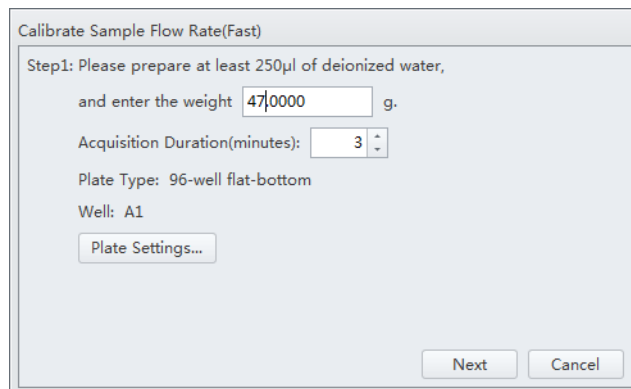 Calibrate Sample Flow Rate(Fast)
Step1: Please prepare at least 250μl of deionized water,
and enter the weight 47.0000 g.
Acquisition Duration(minutes): 3
Plate Type: 96-well flat-bottom
Well: A1
Plate Settings...
Next Cancel